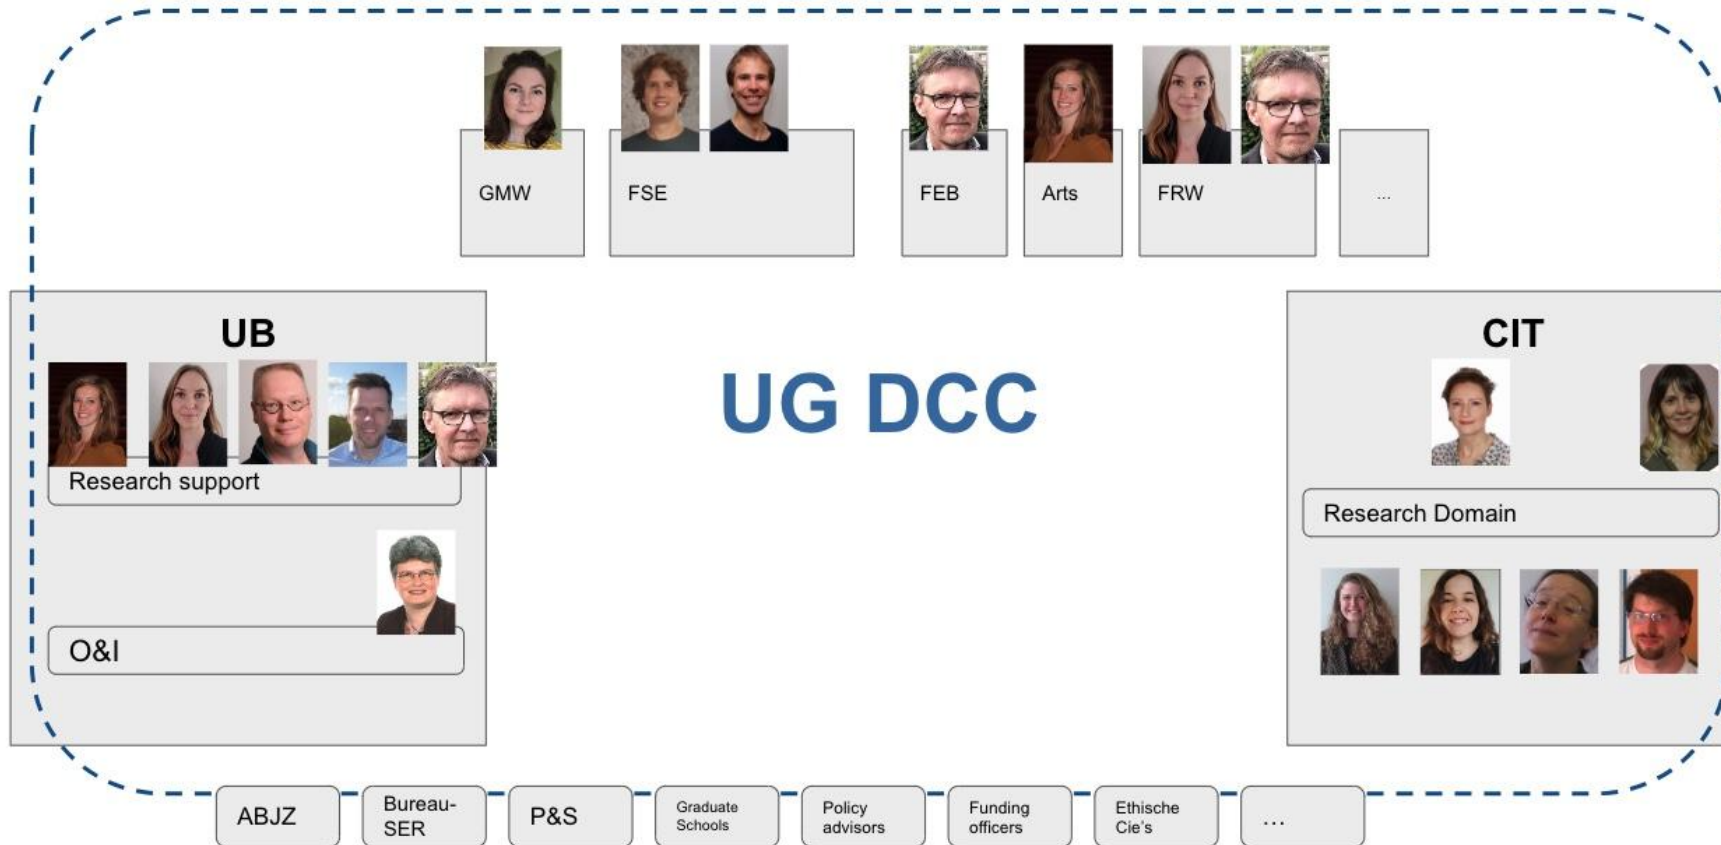 GMW
FSE
FEB
Arts
FRW
...
UB
CIT
UG DCC
Research support
Research Domain
O&I
ABJZ
Bureau-
SER
P&S
Graduate
Schools
Policy
advisors
Funding
officers
Ethische
Cie's
...